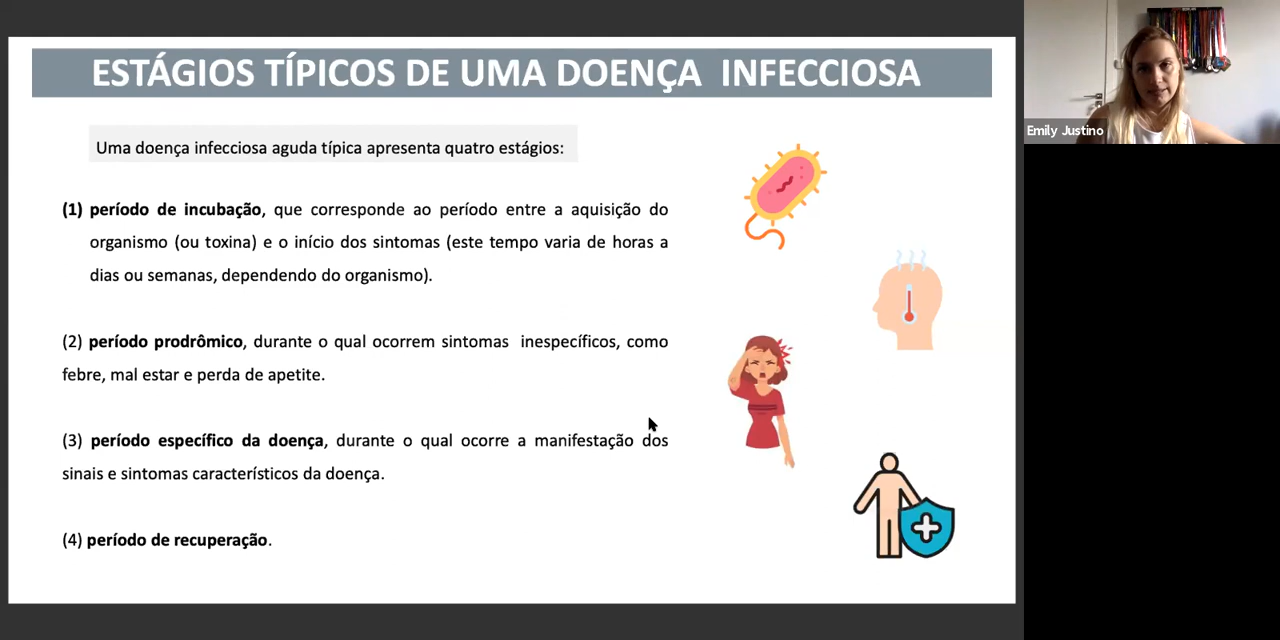 ESTÁGIOS TÍPICOS DE UMA DOENÇA INFECCIOSA
Uma doença infecciosa aguda típica apresenta quatro estágios:
(1) período de incubação, que corresponde ao período entre a aquisição do
organismo (ou toxina) e o início dos sintomas (este tempo varia de horas a
dias ou semanas, dependendo do organismo).
(2) período prodrômico, durante o qual ocorrem sintomas inespecíficos, como
febre, mal estar e perda de apetite.
(3) período específico da doença, durante o qual ocorre a manifestação dos
sinais e sintomas característicos da doença.
(4) período de recuperação.
Emily Justino